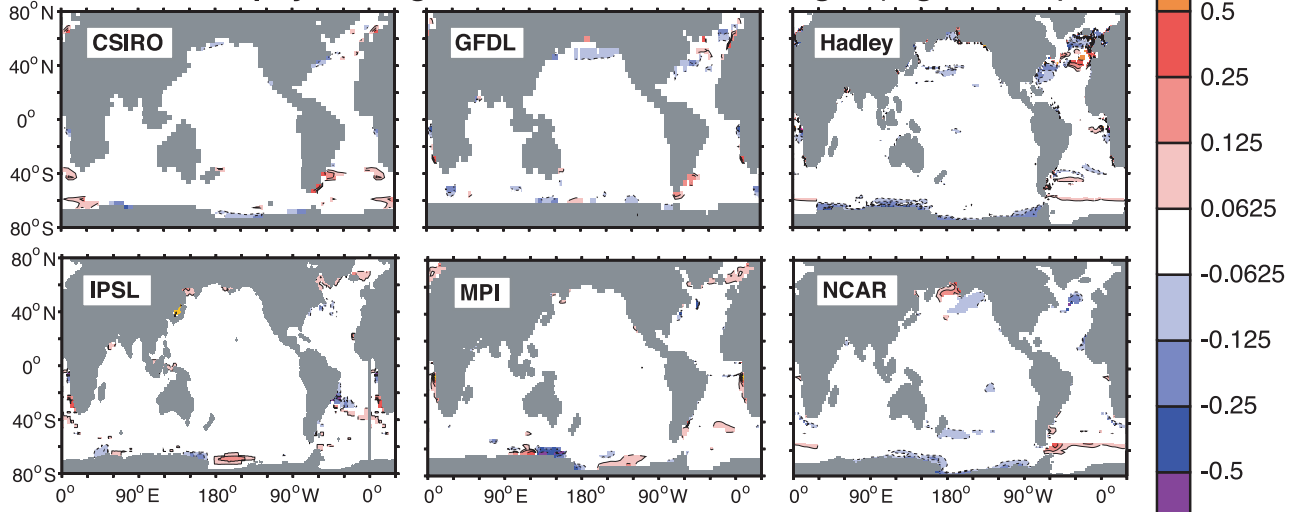 80° N
40° N
0°
40° S
80° S
CSIRO
GFDL
Hadley
80° N
40° N
0°
40° S
80° S
IPSL
MPI
NCAR
0° 90° E 180° 90° W 0°
0° 90° E 180° 90° W 0°
0° 90° E 180° 90° W 0°
0.5
0.25
0.125
0.0625
-0.0625
-0.125
-0.25
-0.5